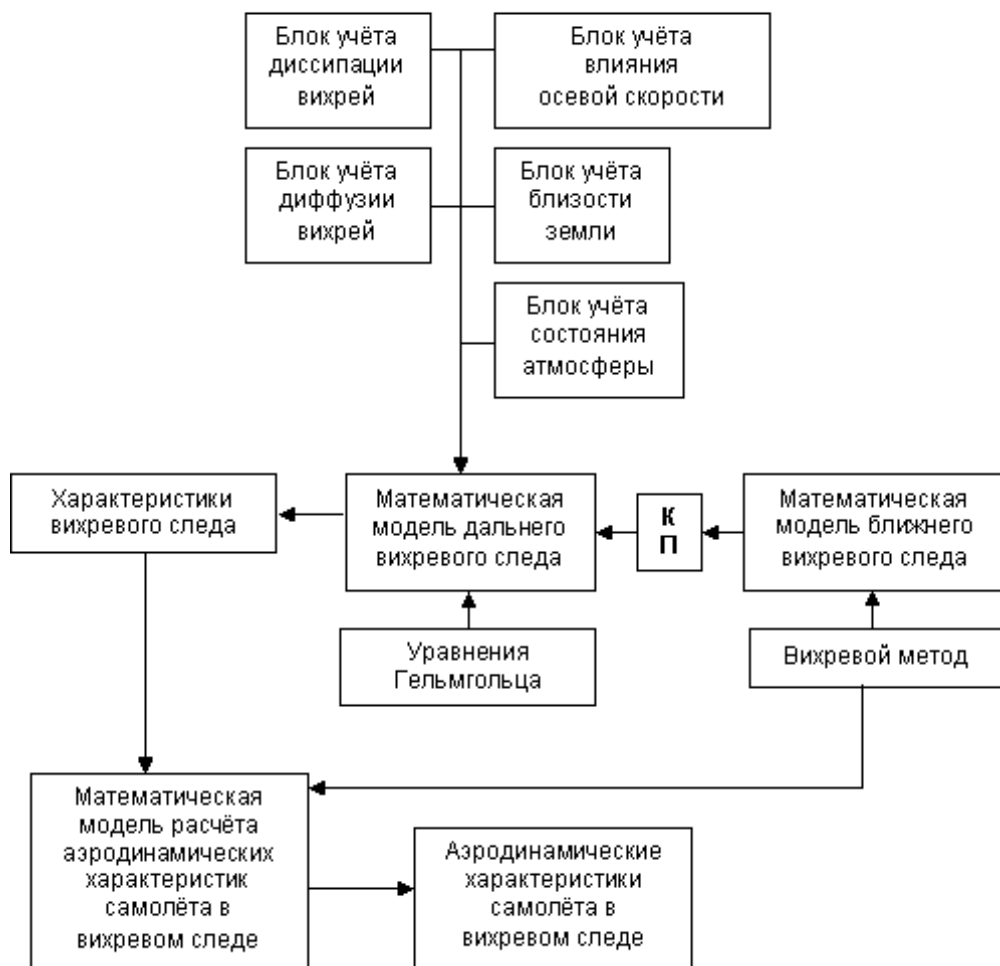 Блок учёта
диссипации
вихрей
Блок учёта
влияния
осевой скорости
Блок учёта
диффузии
вихрей
Блок учёта
близости
земли
Блок учёта
состояния
атмосферы
Характеристики
вихревого следа
Математическая
модель дальнего
вихревого следа
К
П
Математическая
модель ближнего
вихревого следа
Уравнения
Гельмгольца
Вихревой метод
Математическая
модель расчёта
аэродинамических
характеристик
самолёта в
вихревом следе
Аэродинамические
характеристики
самолёта в
вихревом следе